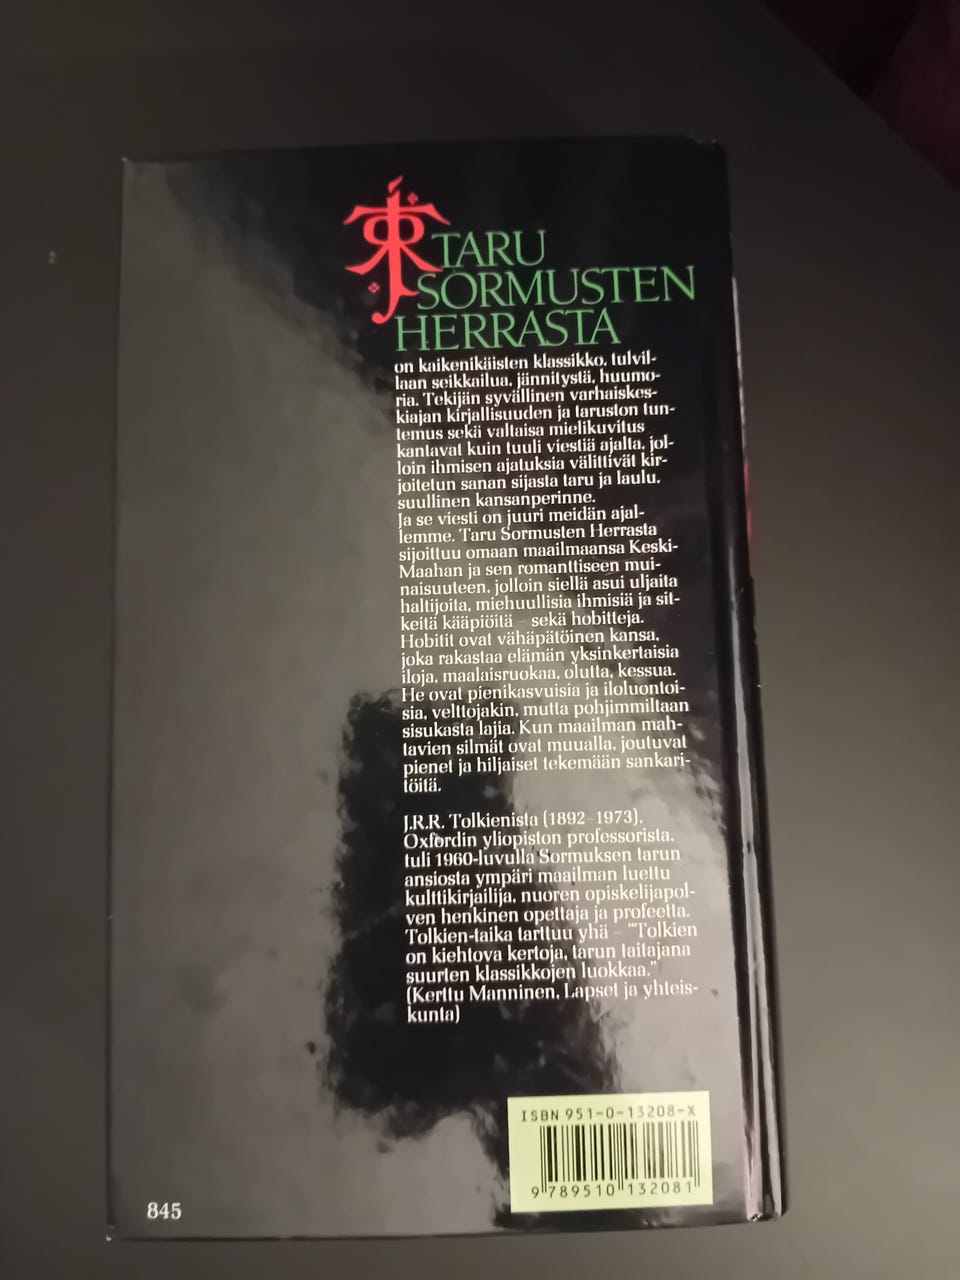 TARU
SORMUSTEN
HERRASTA
on kaikenikäisten klassikko, tulvil-
laan seikkailua, jännitystä, huumo-
ria. Tekijän syvällinen varhaiskes-
kiajan kirjallisuuden ja taruston tun-
temus sekä valtaisa mielikuvitus
kantavat kuin tuuli viestiä ajalta, jol-
loin ihmisen ajatuksia välittivät kir-
joitetun sanan sijasta taru ja laulu,
suullinen kansanperinne.
Ja se viesti on juuri meidän ajal-
lemme. Taru Sormusten Herrasta
sijoittuu omaan maailmaansa Keski-
Maahan ja sen romanttiseen mui-
naisuuteen, jolloin siellä asui uljaita
haltijoita, miehuullisia ihmisiä ja sit-
keitä kääpiöitä – sekä hobitteja.
Hobitit ovat vähäpätöinen kansa,
joka rakastaa elämän yksinkertaisia
iloja, maalaisruokaa, olutta, kessua.
He ovat pienikasvuisia ja iloluontoi-
sia, velttojakin, mutta pohjimmiltaan
sisukasta lajia. Kun maailman mah-
tavien silmät ovat muualla, joutuvat
pienet ja hiljaiset tekemään sankari-
töitä.
J.R.R. Tolkienista (1892–1973),
Oxfordin yliopiston professorista,
tuli 1960-luvulla Sormuksen tarun
ansiosta ympäri maailman luettu
kulttikirjailija, nuoren opiskelijapol-
ven henkinen opettaja ja profeetta.
Tolkien-taika tarttuu yhä – "Tolkien
on kiehtova kertoja, tarun taitajana
suurten klassikkojen luokkaa."
(Kerttu Manninen, Lapset ja yhteis-
kunta)
ISBN 951-0-13208-X
9 789510 132081
845